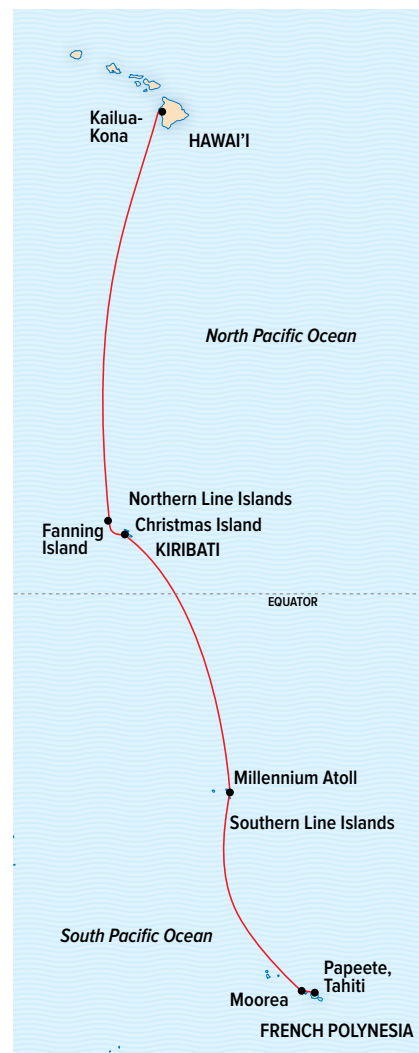 Kailua-
Kona
HAWAI'I
North Pacific Ocean
Northern Line Islands
Fanning
Island
Christmas Island
KIRIBATI
EQUATOR
Millennium Atoll
Southern Line Islands
South Pacific Ocean
Papeete,
Tahiti
Moorea
FRENCH POLYNESIA